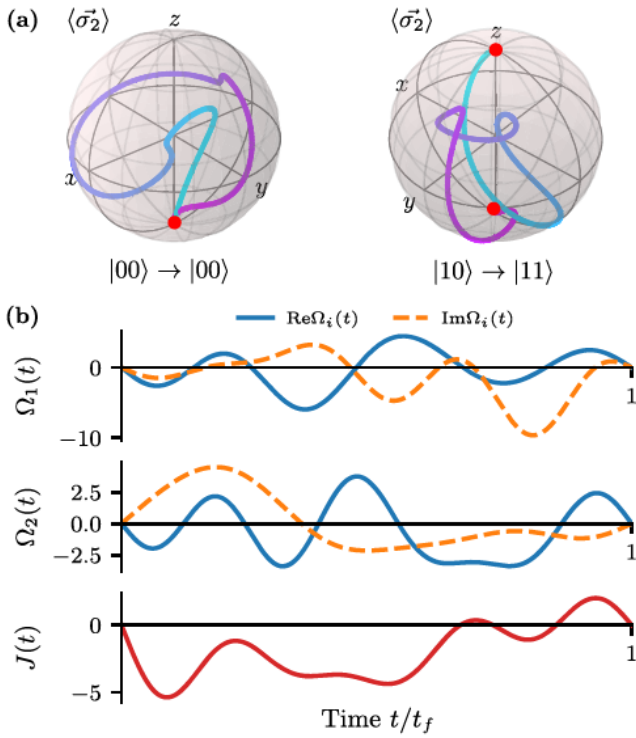 (a) ⟨σ⃗₂⟩ z ⟨σ⃗₂⟩ z
x
x y
y
|00⟩ → |00⟩ |10⟩ → |11⟩
(b) ReΩᵢ(t) ImΩᵢ(t)
Ω₁(t)
0
−10
1
Ω₂(t)
2.5
0.0
−2.5
1
J(t)
0
−5
1
Time t/t_f